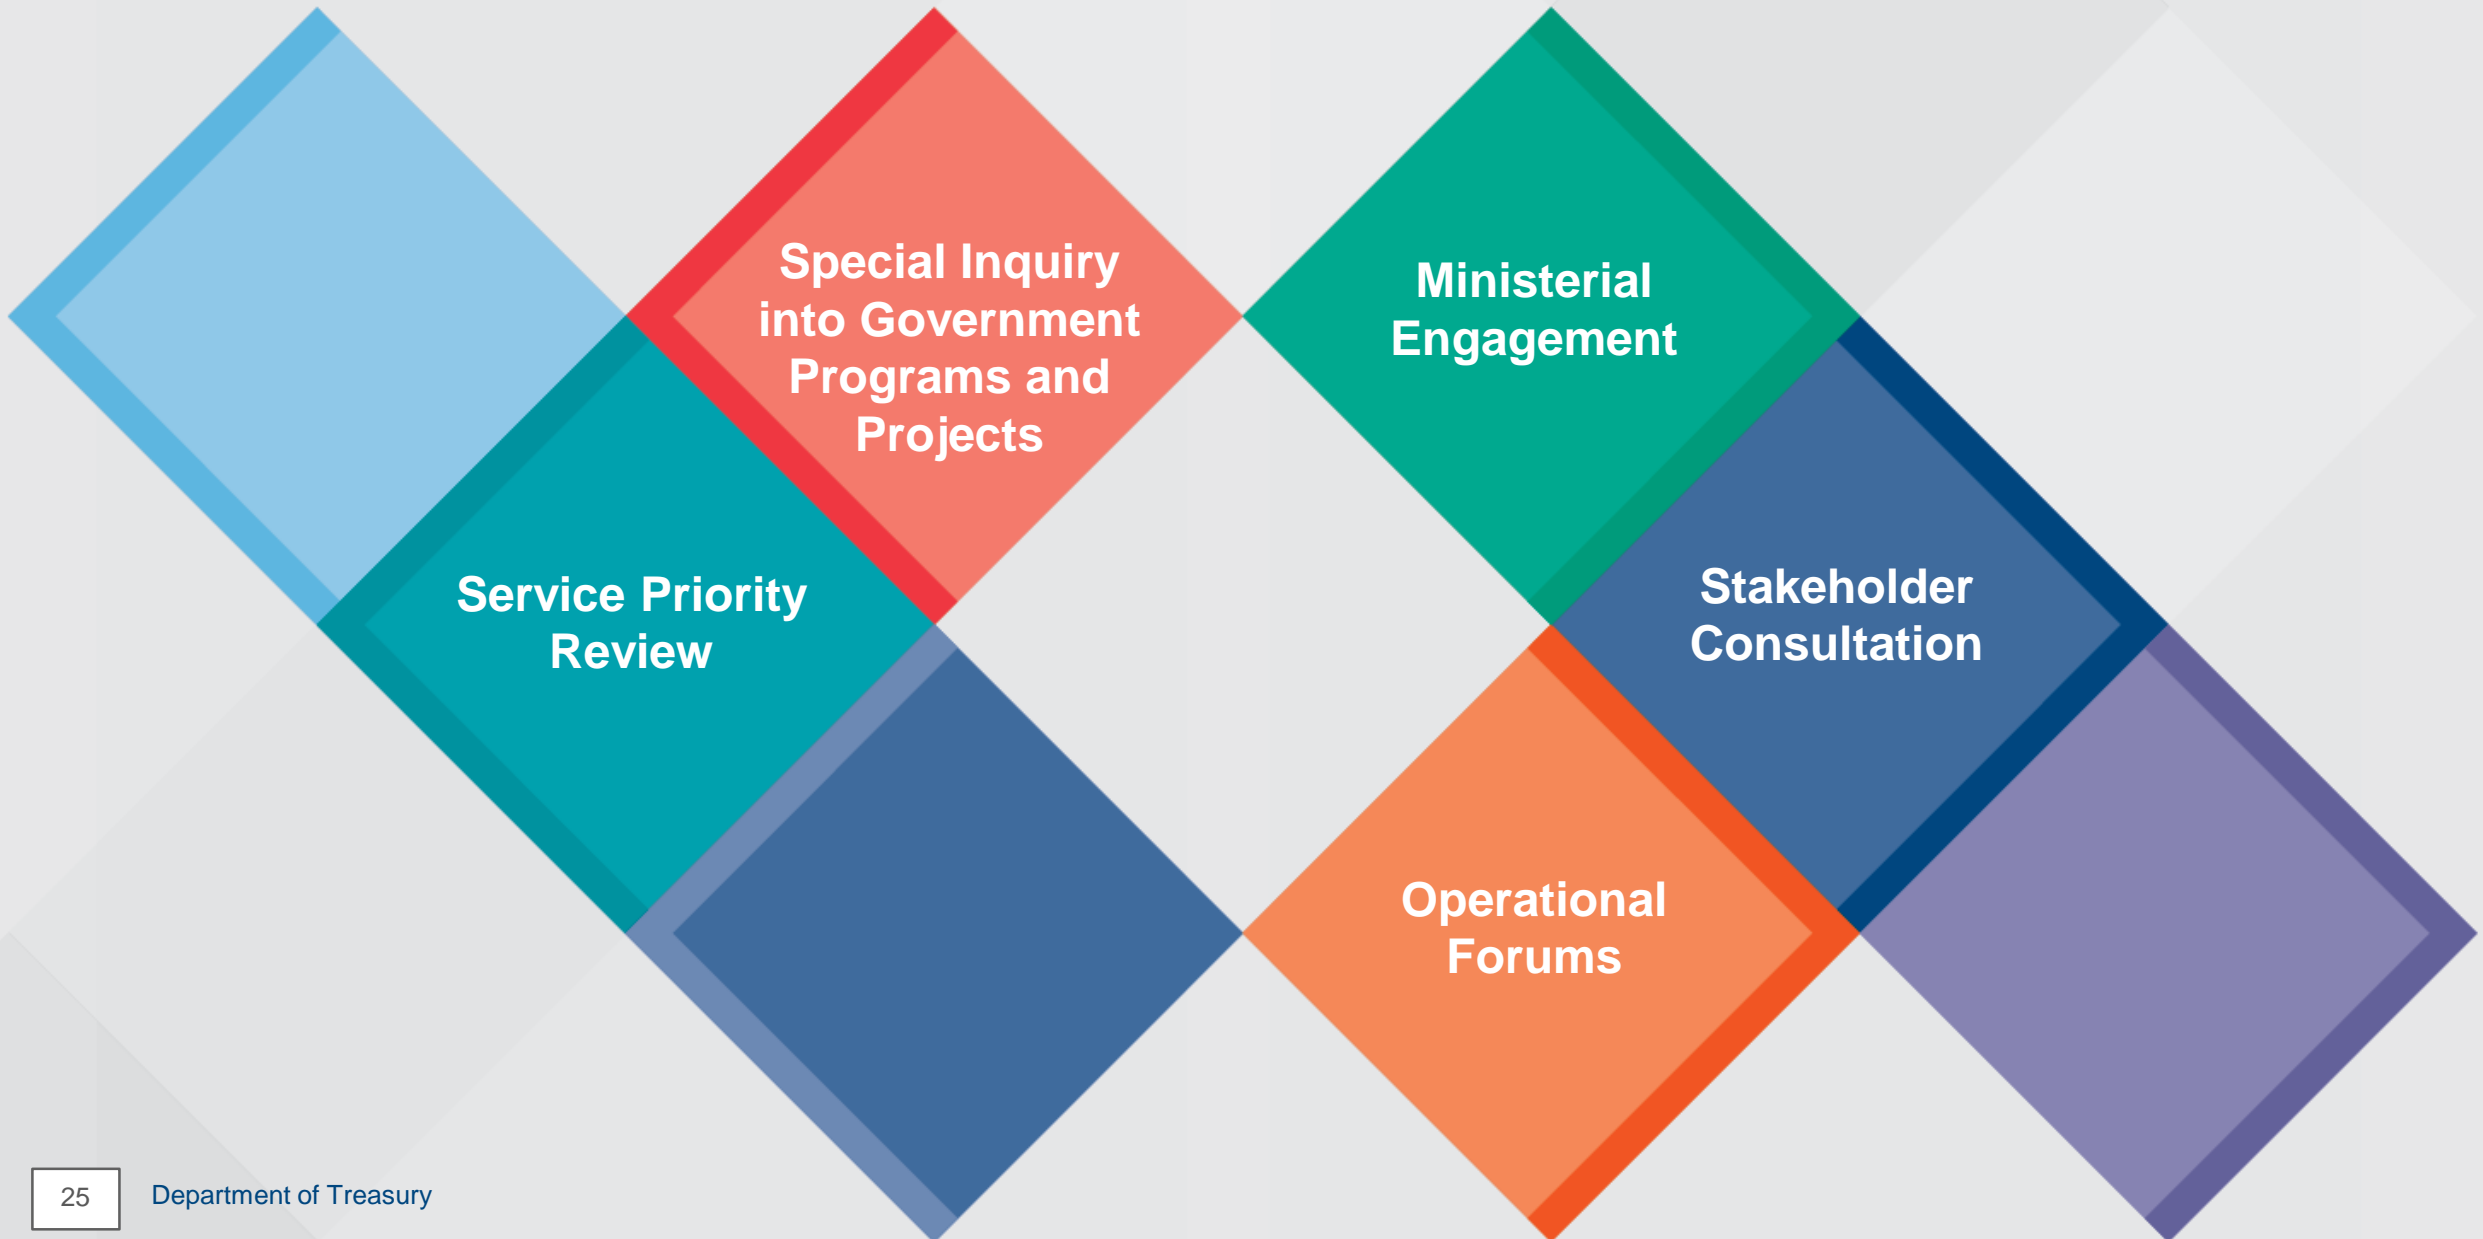 Special Inquiry
into Government
Programs and
Projects
Ministerial
Engagement
Service Priority
Review
Stakeholder
Consultation
Operational
Forums
25
Department of Treasury